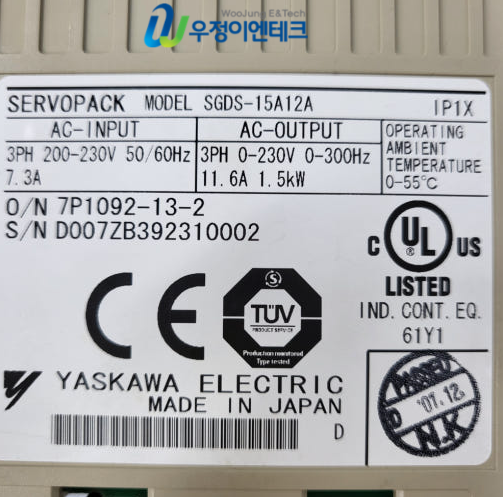 WooJung E&Tech
우정이엔테크
SERVOPACK MODEL SGDS-15A12A IP1X
AC-INPUT AC-OUTPUT OPERATING AMBIENT TEMPERATURE 0-55℃
3PH 200-230V 50/60Hz 3PH 0-230V 0-300Hz
7.3A 11.6A 1.5kW
O/N 7P1092-13-2
S/N D007ZB392310002
C UL US
®
LISTED
IND. CONT. EQ.
61Y1
CE
S
TÜV
PRODUCT SERVICE
Production monitored
Type tested
YASKAWA ELECTRIC
MADE IN JAPAN
D
PASSED
D '07.12
N.K